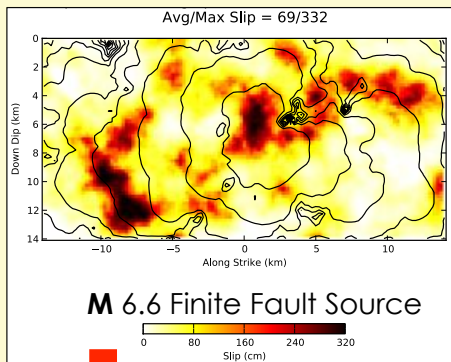 Avg/Max Slip = 69/332
0
2
4
6
8
10
12
14
Down Dip (km)
−10 −5 0 5 10
Along Strike (km)
M 6.6 Finite Fault Source
0 80 160 240 320
Slip (cm)